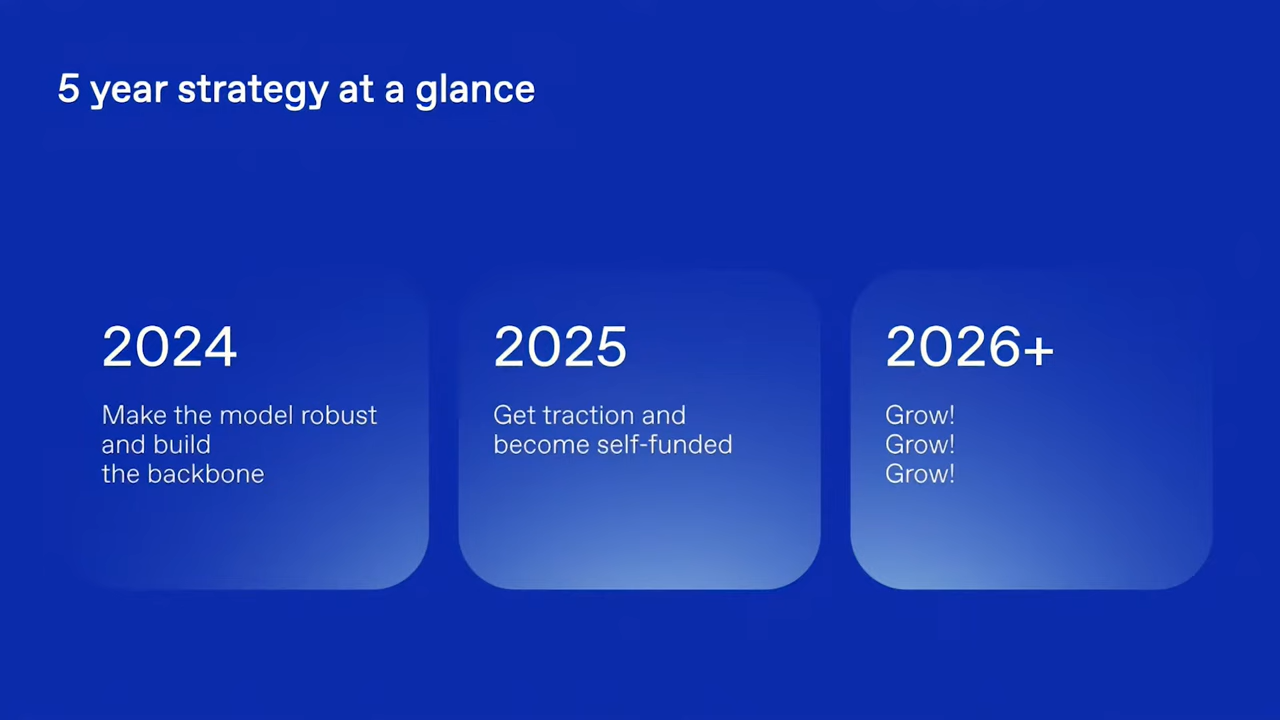 5 year strategy at a glance
2024
Make the model robust
and build
the backbone
2025
Get traction and
become self-funded
2026+
Grow!
Grow!
Grow!